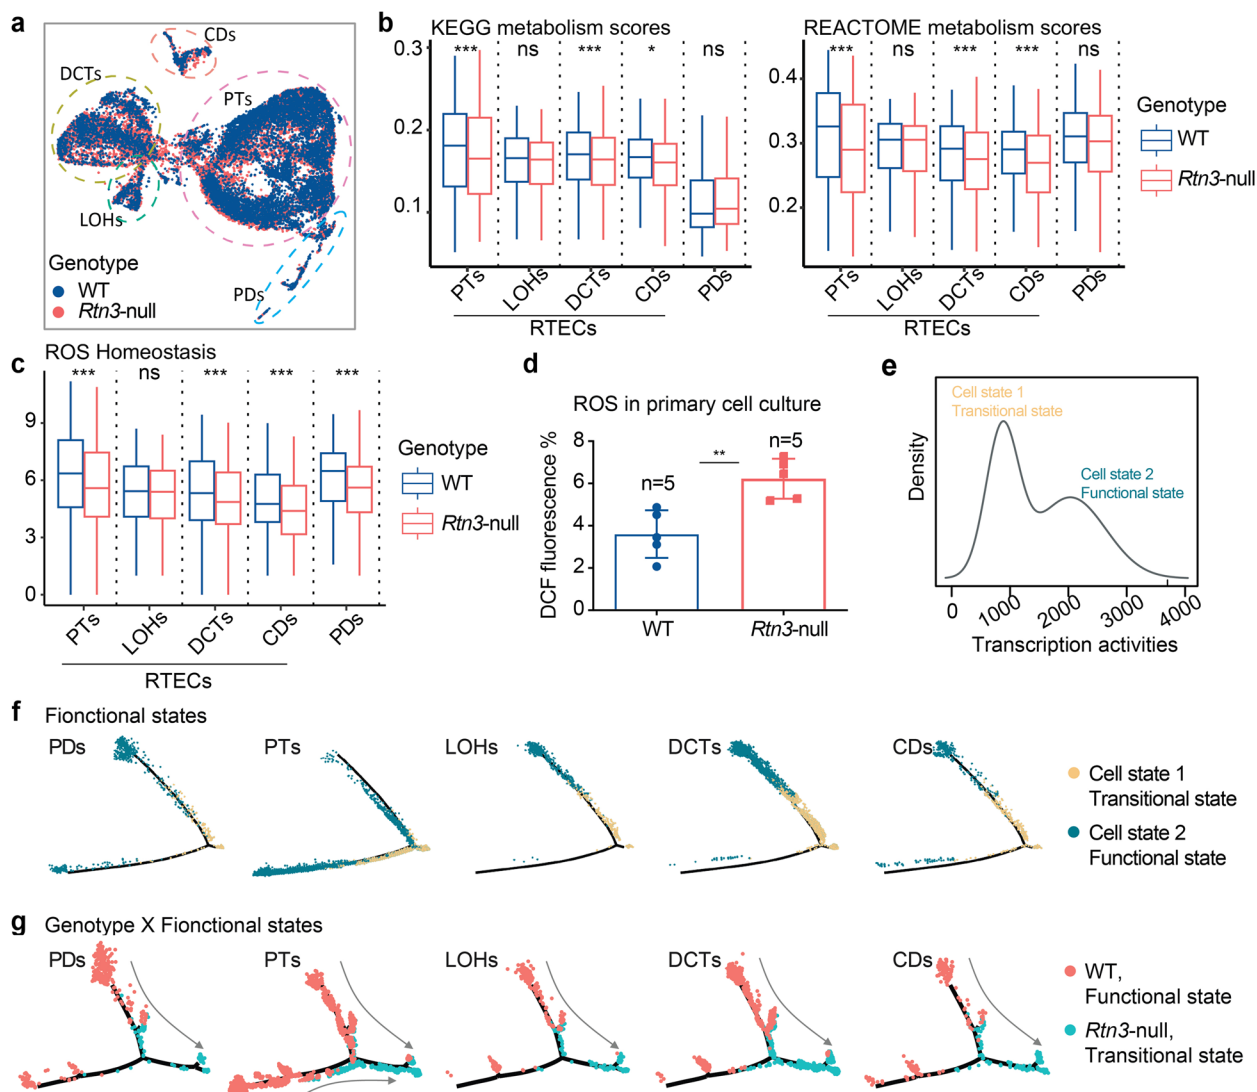 a
CDs
DCTs
PTs
LOHs
PDs
Genotype
WT
Rtn3-null
b
KEGG metabolism scores
*** ns *** * ns
0.3
0.2
0.1
PTs LOHs DCTs CDs PDs
RTECs
REACTOME metabolism scores
*** ns *** *** ns
0.4
0.3
0.2
PTs LOHs DCTs CDs PDs
RTECs
Genotype
WT
Rtn3-null
c
ROS Homeostasis
*** ns *** *** ***
9
6
3
0
PTs LOHs DCTs CDs PDs
RTECs
Genotype
WT
Rtn3-null
d
ROS in primary cell culture
DCF fluorescence %
8
6
4
2
0
n=5
**
n=5
WT Rtn3-null
e
Cell state 1
Transitional state
Cell state 2
Functional state
Density
0 1000 2000 3000 4000
Transcription activities
f
Fionctional states
PDs PTs LOHs DCTs CDs
Cell state 1
Transitional state
Cell state 2
Functional state
g
Genotype X Fionctional states
PDs PTs LOHs DCTs CDs
WT,
Functional state
Rtn3-null,
Transitional state